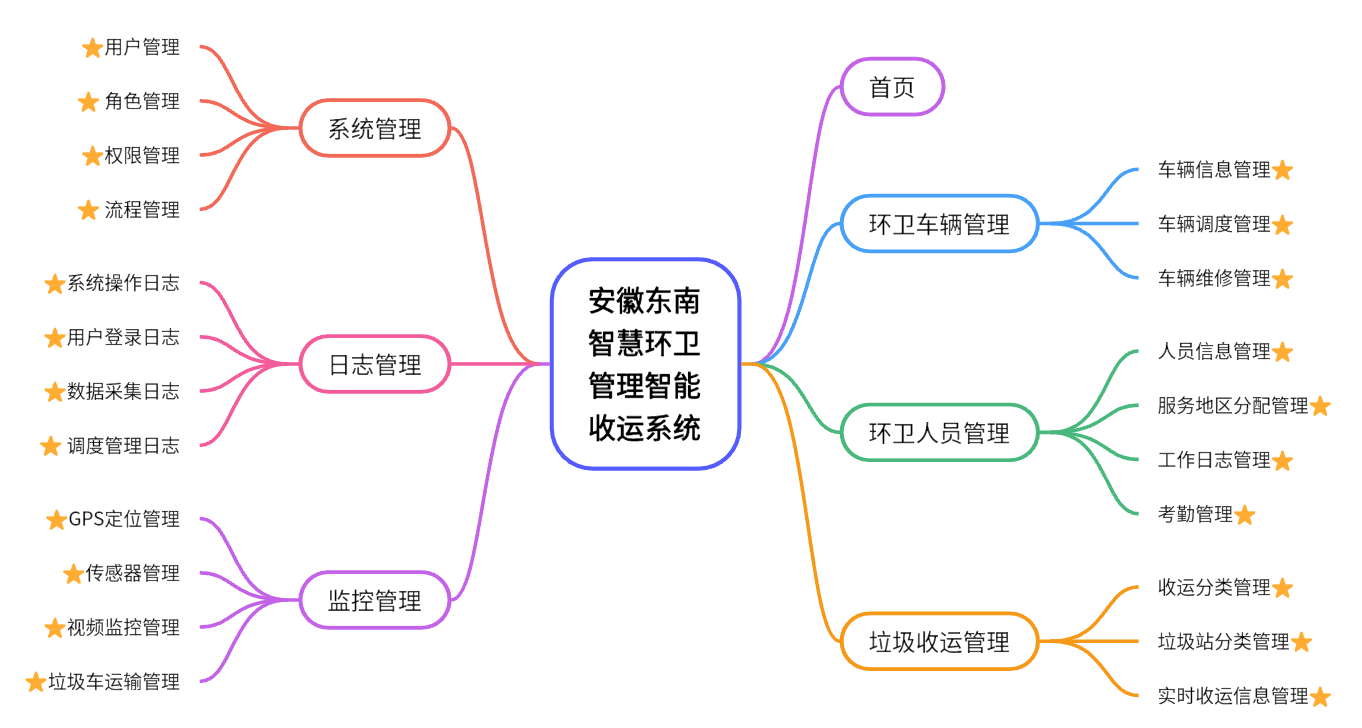 安徽东南
智慧环卫
管理智能
收运系统
首页
环卫车辆管理
车辆信息管理
车辆调度管理
车辆维修管理
环卫人员管理
人员信息管理
服务地区分配管理
工作日志管理
考勤管理
垃圾收运管理
收运分类管理
垃圾站分类管理
实时收运信息管理
系统管理
用户管理
角色管理
权限管理
流程管理
日志管理
系统操作日志
用户登录日志
数据采集日志
调度管理日志
监控管理
GPS定位管理
传感器管理
视频监控管理
垃圾车运输管理